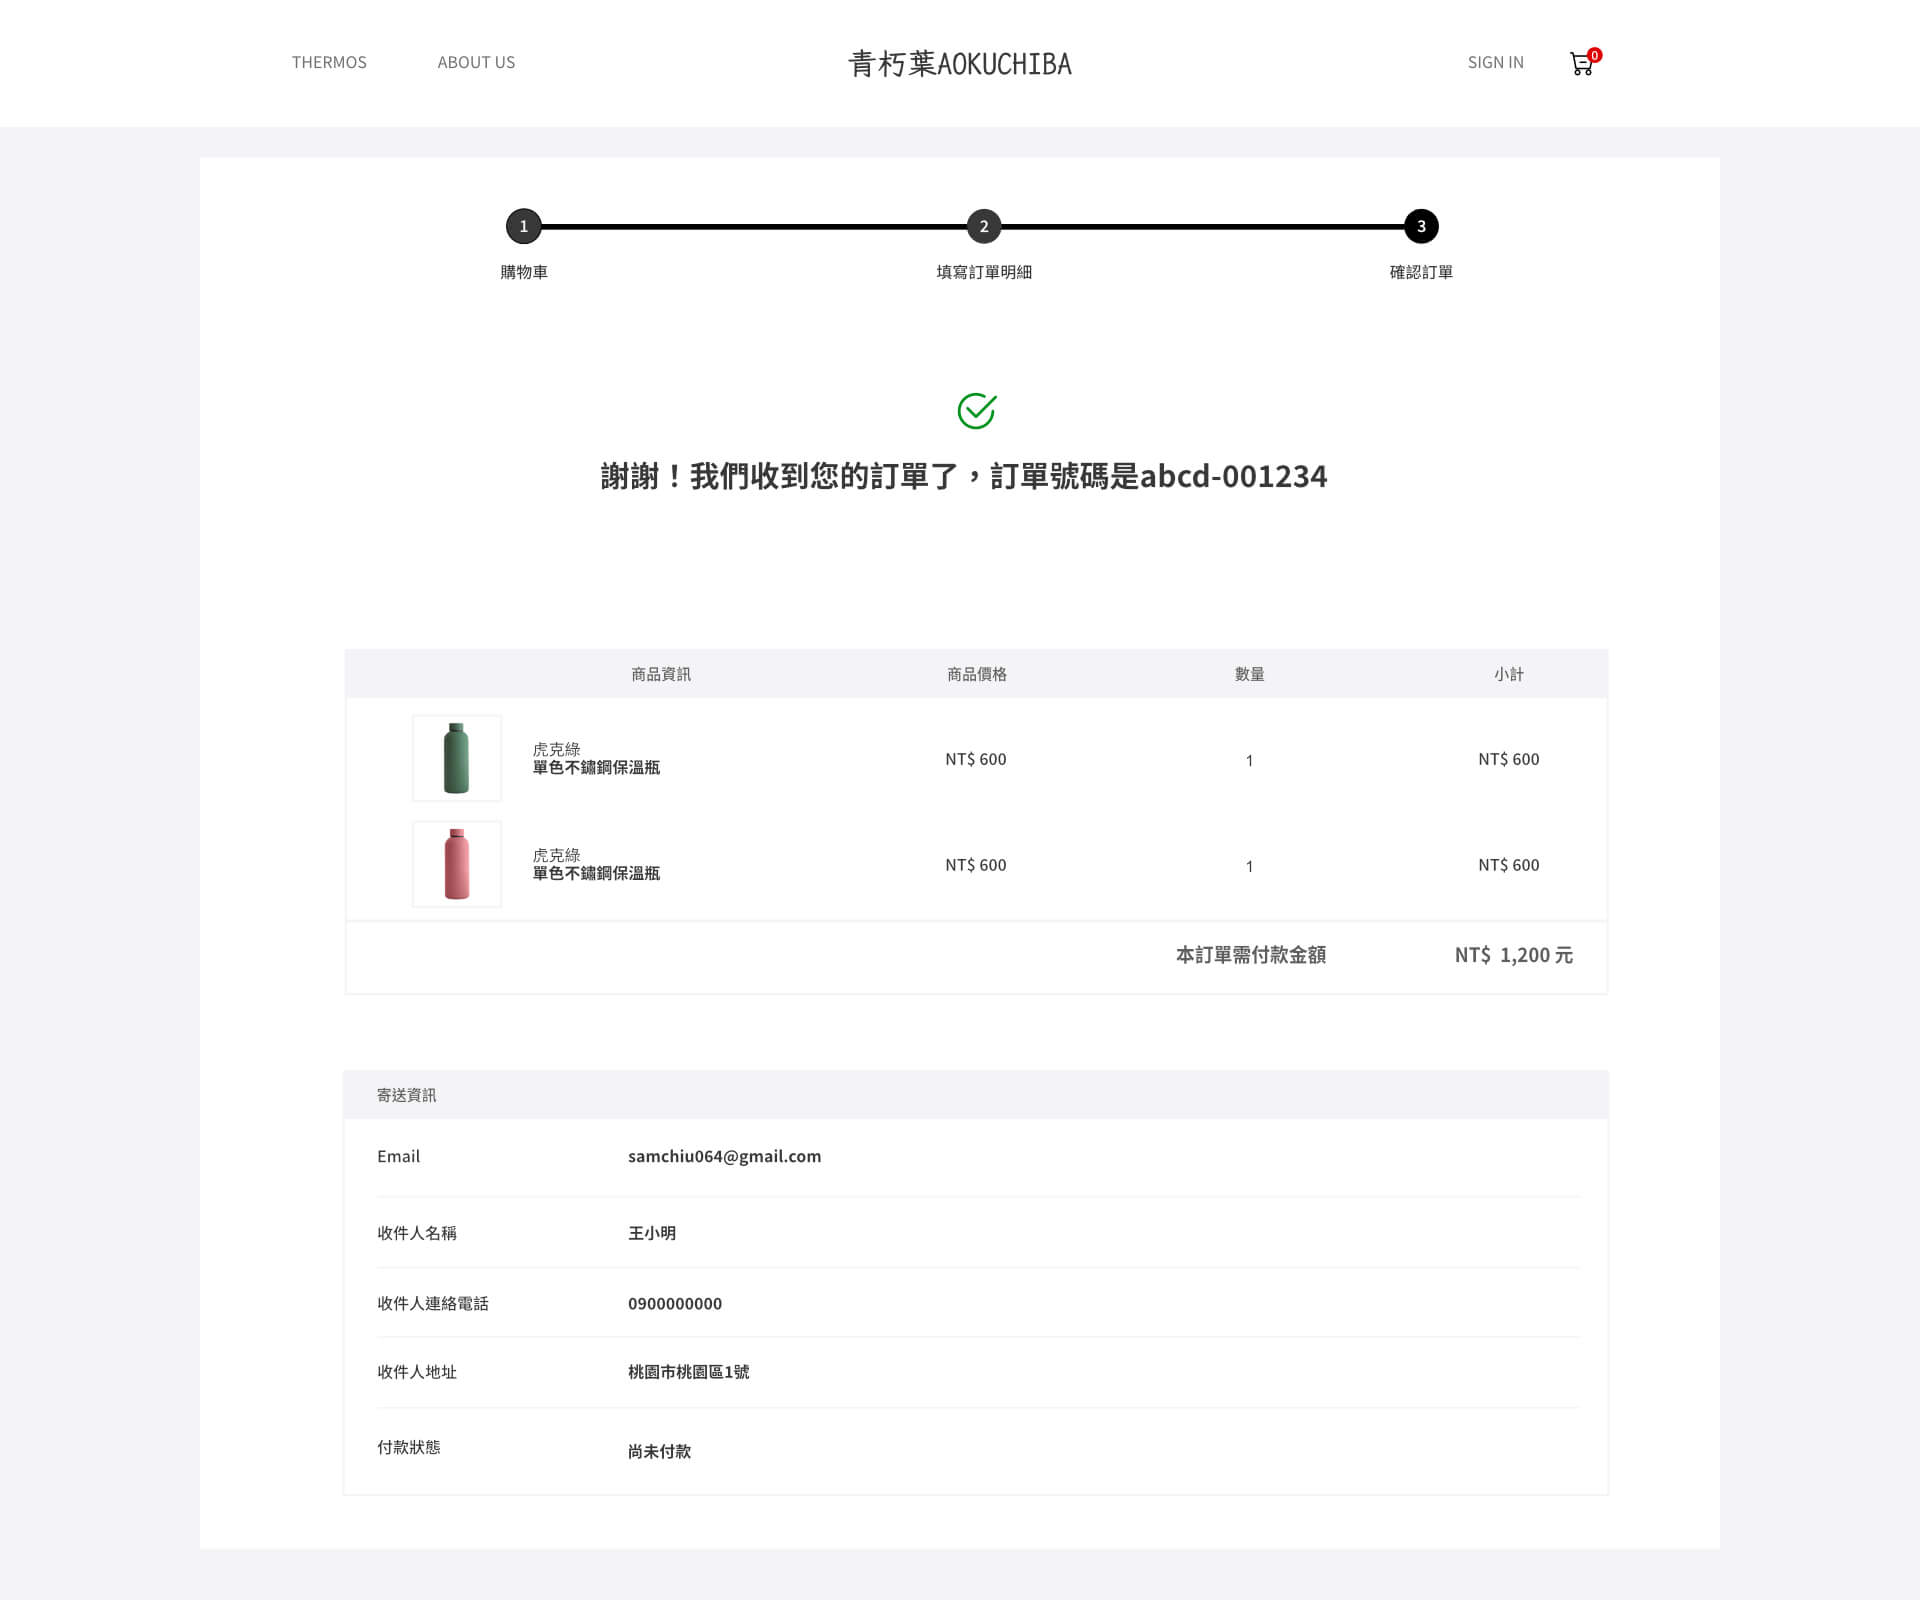 THERMOS
ABOUT US
青朽葉AOKUCHIBA
SIGN IN
0
1
2
3
購物車
填寫訂單明細
確認訂單
謝謝！我們收到您的訂單了，訂單號碼是abcd-001234
商品資訊
商品價格
數量
小計
虎克綠
單色不鏽鋼保溫瓶
NT$ 600
1
NT$ 600
虎克綠
單色不鏽鋼保溫瓶
NT$ 600
1
NT$ 600
本訂單需付款金額
NT$ 1,200 元
寄送資訊
Email
samchiu064@gmail.com
收件人名稱
王小明
收件人連絡電話
0900000000
收件人地址
桃園市桃園區1號
付款狀態
尚未付款